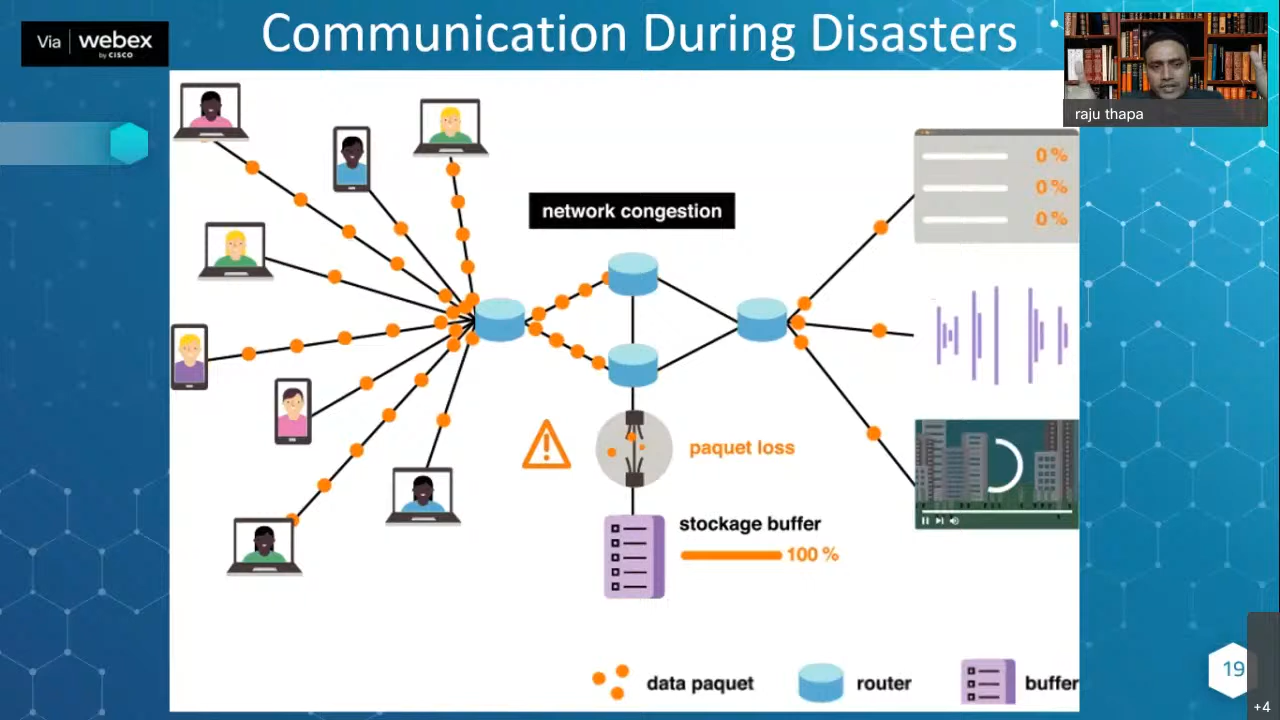 Communication During Disasters
Via | webex
by CISCO
raju thapa
network congestion
0 %
0 %
0 %
paquet loss
stockage buffer
100 %
data paquet
router
buffer
19
+4